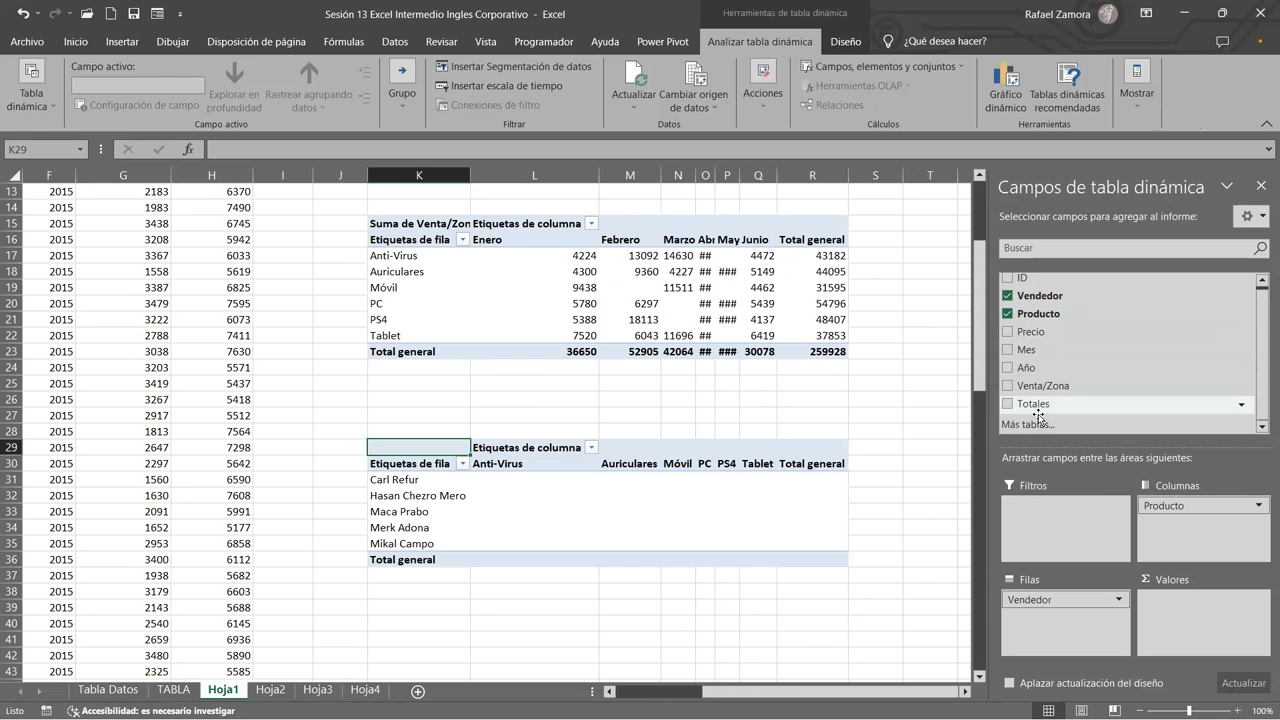 Sesión 13 Excel Intermedio Ingles Corporativo - Excel
Herramientas de tabla dinámica
Rafael Zamora
Archivo Inicio Insertar Dibujar Disposición de página Fórmulas Datos Revisar Vista Programador Ayuda Power Pivot Analizar tabla dinámica Diseño ¿Qué desea hacer?
Tabla dinámica
Campo activo:
Configuración de campo
Explorar en profundidad
Rastrear agrupando datos
Campo activo
Grupo
Insertar Segmentación de datos
Insertar escala de tiempo
Conexiones de filtro
Filtrar
Actualizar
Cambiar origen de datos
Datos
Acciones
Campos, elementos y conjuntos
Herramientas OLAP
Relaciones
Cálculos
Gráfico dinámico
Tablas dinámicas recomendadas
Herramientas
Mostrar
K29
fx
F G H I J K L M N O P Q R S T
13 2015 2183 6370
14 2015 1983 7490
15 2015 3438 6745 Suma de Venta/Zon Etiquetas de columna
16 2015 3208 5942 Etiquetas de fila Enero Febrero Marzo Abr May Junio Total general
17 2015 3367 6033 Anti-Virus 4224 13092 14630 ## 4472 43182
18 2015 1558 5619 Auriculares 4300 9360 4227 ## ### 5149 44095
19 2015 3387 6825 Móvil 9438 11511 ## 4462 31595
20 2015 3479 7595 PC 5780 6297 ## ### 5439 54796
21 2015 3222 6073 PS4 5388 18113 ## ### 4137 48407
22 2015 2788 7411 Tablet 7520 6043 11696 ## 6419 37853
23 2015 3038 7630 Total general 36650 52905 42064 ## ### 30078 259928
24 2015 3203 5571
25 2015 3419 5437
26 2015 3267 5418
27 2015 2917 5512
28 2015 1813 7564
29 2015 2647 7298 Etiquetas de columna
30 2015 2297 5642 Etiquetas de fila Anti-Virus Auriculares Móvil PC PS4 Tablet Total general
31 2015 1560 6590 Carl Refur
32 2015 1630 7608 Hasan Chezro Mero
33 2015 2091 5991 Maca Prabo
34 2015 1652 5177 Merk Adona
35 2015 2953 6858 Mikal Campo
36 2015 3400 6112 Total general
37 2015 1938 5682
38 2015 3179 6603
39 2015 2143 5688
40 2015 2540 6145
41 2015 2659 6936
42 2015 3480 5890
43 2015 2325 5585
Campos de tabla dinámica
Seleccionar campos para agregar al informe:
Buscar
ID
Vendedor
Producto
Precio
Mes
Año
Venta/Zona
Totales
Más tablas...
Arrastrar campos entre las áreas siguientes:
Filtros Columnas
Producto
Filas Σ Valores
Vendedor
Aplazar actualización del diseño Actualizar
Tabla Datos TABLA Hoja1 Hoja2 Hoja3 Hoja4
Listo Accesibilidad: es necesario investigar 100%